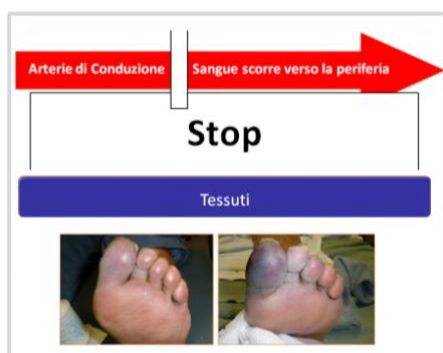 Arterie di Conduzione
Sangue scorre verso la periferia
Stop
Tessuti